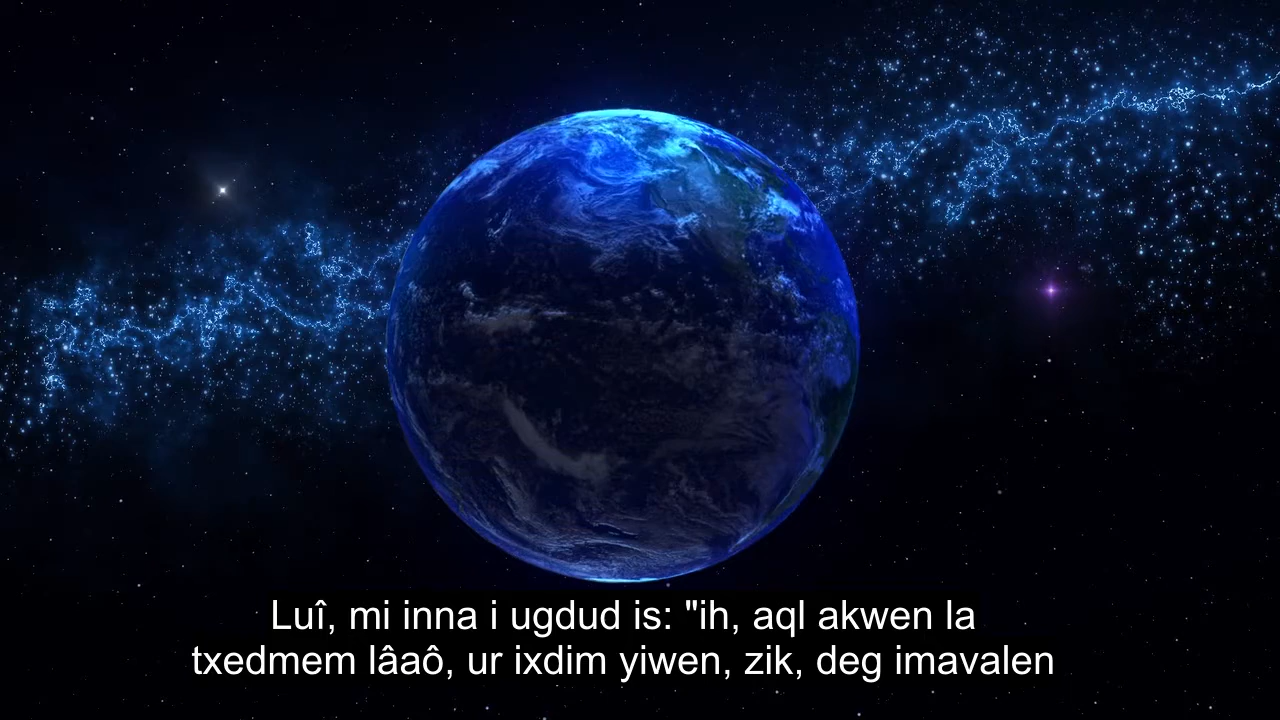 Luî, mi inna i ugdud is: "ih, aql akwen la
txedmem lâaô, ur ixdim yiwen, zik, deg imavalen